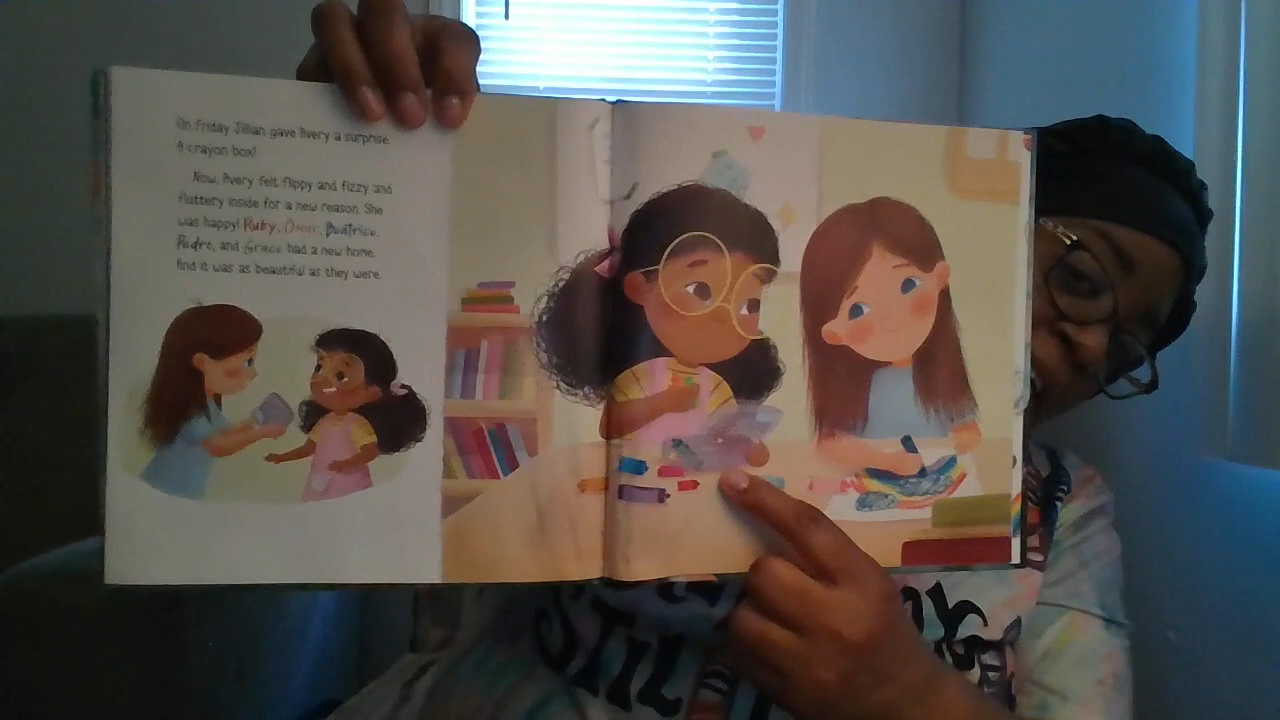 On Friday Jillian gave Avery a surprise.
A crayon box!
Now, Avery felt flippy and fizzy and
fluttery inside for a new reason. She
was happy! Ruby, Omar, Beatrice,
Pedro, and Grace had a new home.
And it was as beautiful as they were.
STIL